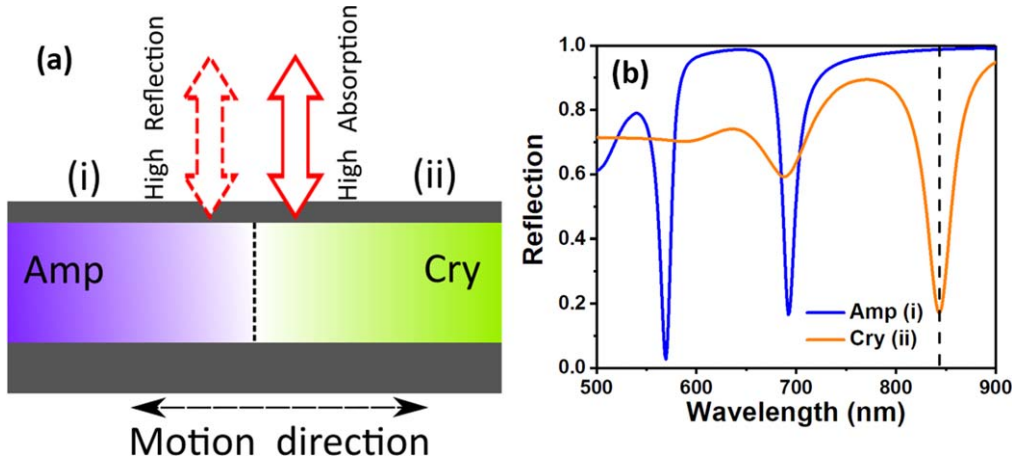 (a)
High Reflection
High Absorption
(i)
(ii)
Amp
Cry
Motion direction
(b)
Reflection
1.0
0.8
0.6
0.4
0.2
0.0
Amp (i)
Cry (ii)
500 600 700 800 900
Wavelength (nm)